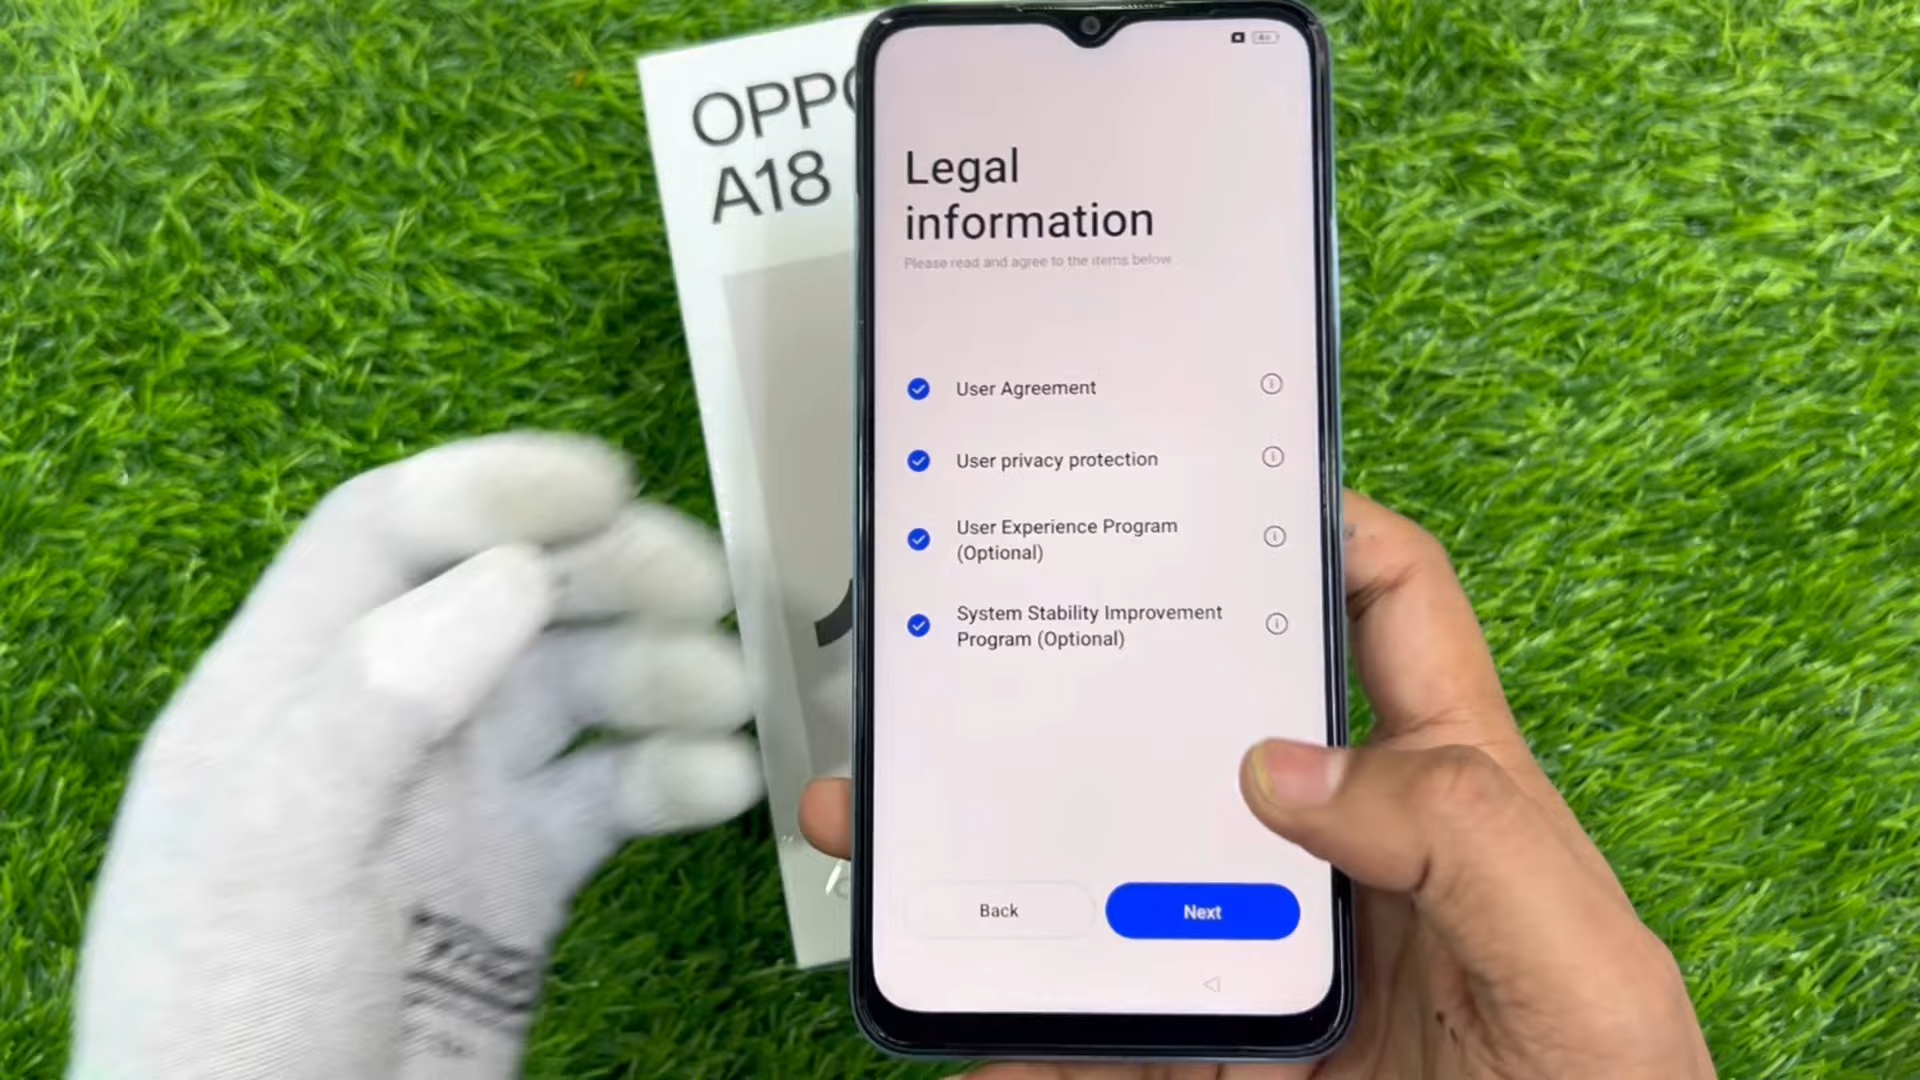 OPPO
A18
Legal
information
Please read and agree to the items below
User Agreement
User privacy protection
User Experience Program
(Optional)
System Stability Improvement
Program (Optional)
Back
Next